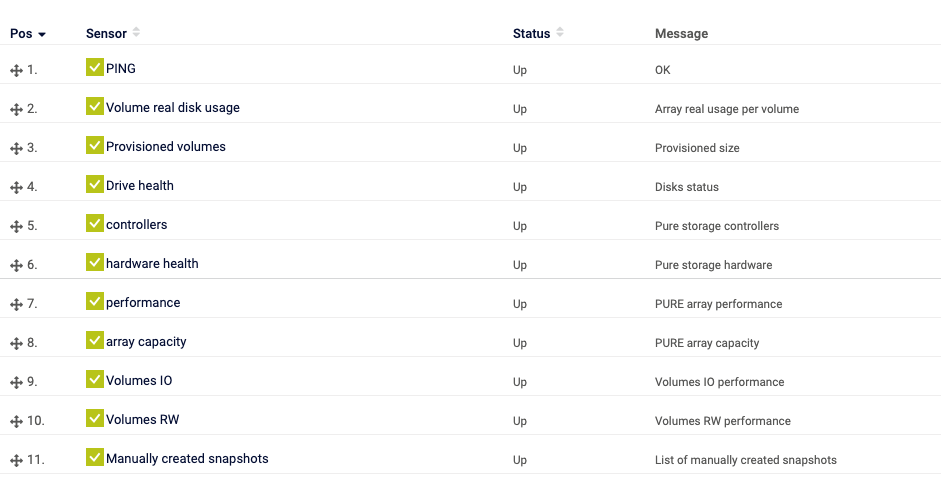 Pos Sensor Status Message
1. PING Up OK
2. Volume real disk usage Up Array real usage per volume
3. Provisioned volumes Up Provisioned size
4. Drive health Up Disks status
5. controllers Up Pure storage controllers
6. hardware health Up Pure storage hardware
7. performance Up PURE array performance
8. array capacity Up PURE array capacity
9. Volumes IO Up Volumes IO performance
10. Volumes RW Up Volumes RW performance
11. Manually created snapshots Up List of manually created snapshots